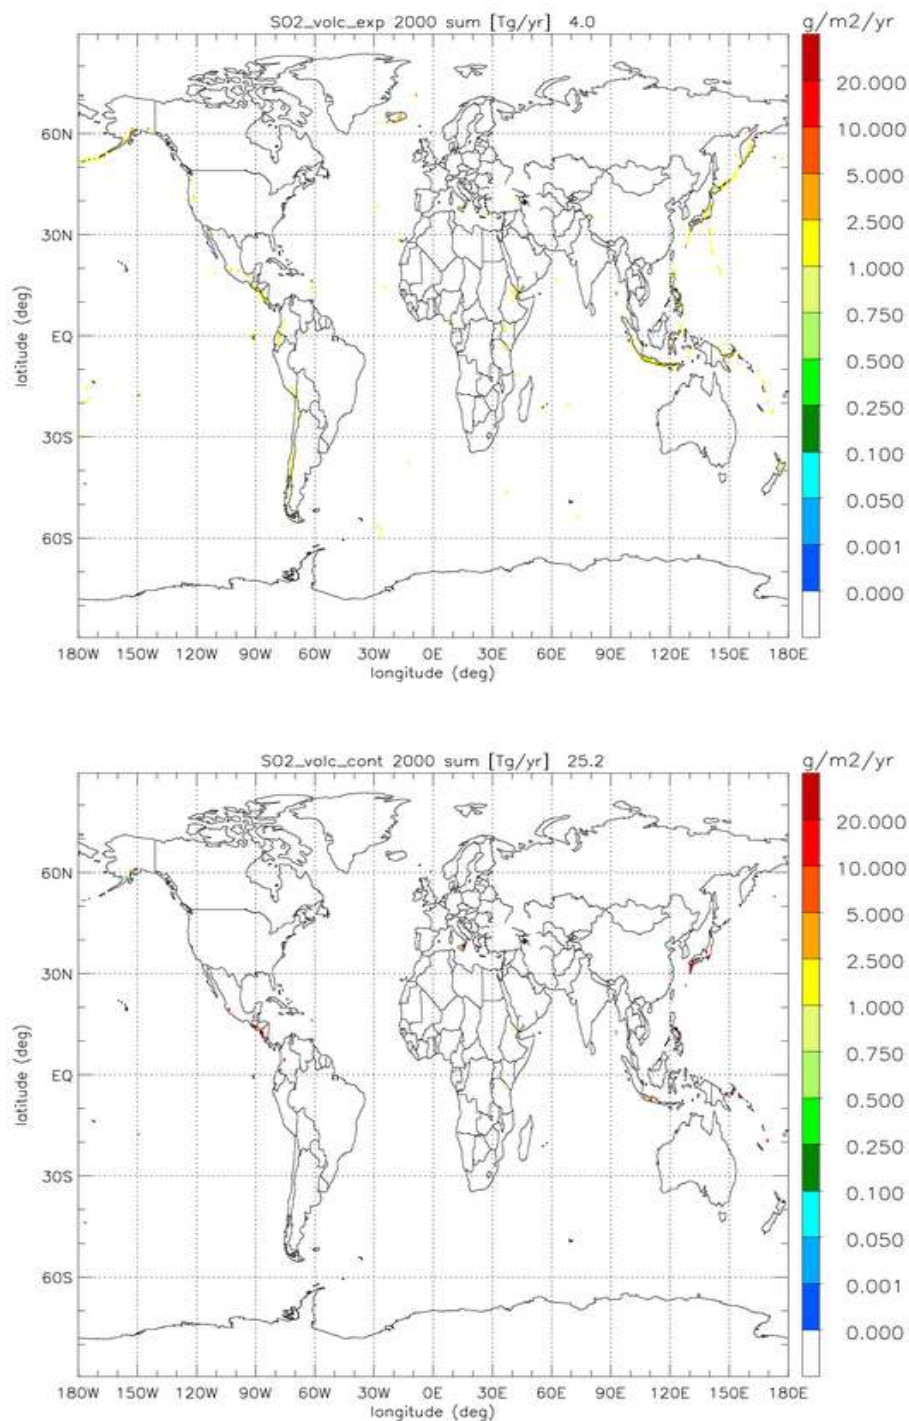 SO2_volc_exp 2000 sum [Tg/yr] 4.0
g/m2/yr
20.000
10.000
5.000
2.500
1.000
0.750
0.500
0.250
0.100
0.050
0.001
0.000
60N
30N
EQ
30S
60S
latitude (deg)
180W 150W 120W 90W 60W 30W 0E 30E 60E 90E 120E 150E 180E
longitude (deg)
SO2_volc_cont 2000 sum [Tg/yr] 25.2
g/m2/yr
20.000
10.000
5.000
2.500
1.000
0.750
0.500
0.250
0.100
0.050
0.001
0.000
60N
30N
EQ
30S
60S
latitude (deg)
180W 150W 120W 90W 60W 30W 0E 30E 60E 90E 120E 150E 180E
longitude (deg)